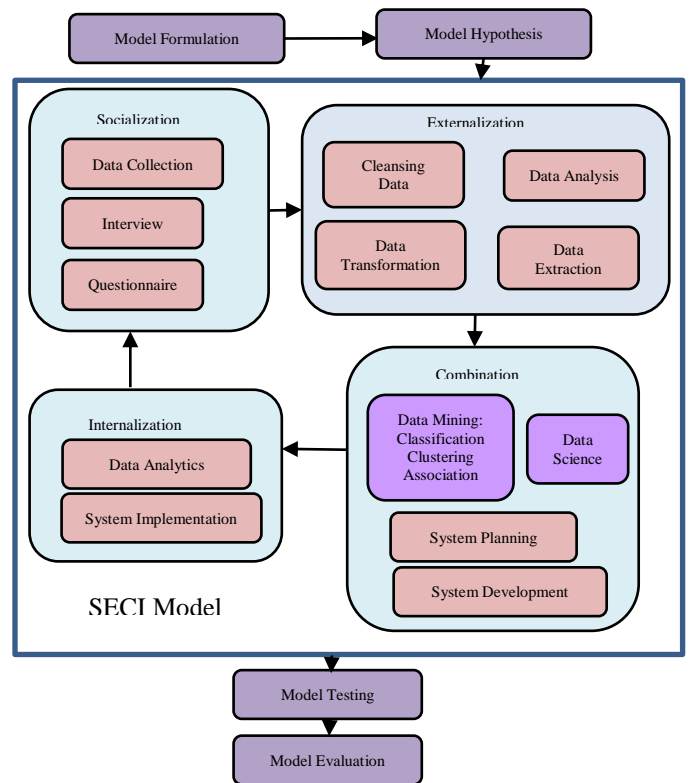 Model Formulation
Model Hypothesis
Socialization
Data Collection
Interview
Questionnaire
Externalization
Cleansing
Data
Data Analysis
Data
Transformation
Data
Extraction
Combination
Data Mining:
Classification
Clustering
Association
Data
Science
System Planning
System Development
Internalization
Data Analytics
System Implementation
SECI Model
Model Testing
Model Evaluation